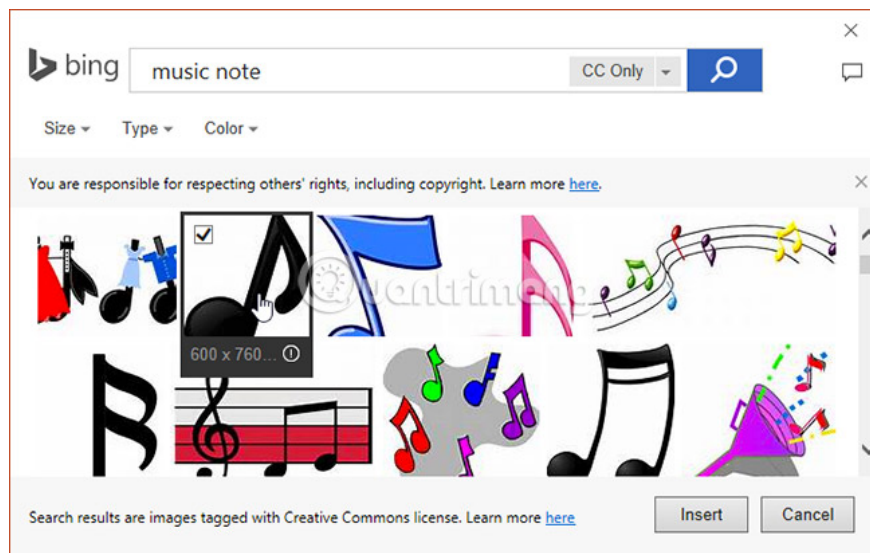 bing
music note
CC Only
Size
Type
Color
You are responsible for respecting others' rights, including copyright. Learn more here.
Quantrimang
600 x 760...
Search results are images tagged with Creative Commons license. Learn more here
Insert
Cancel